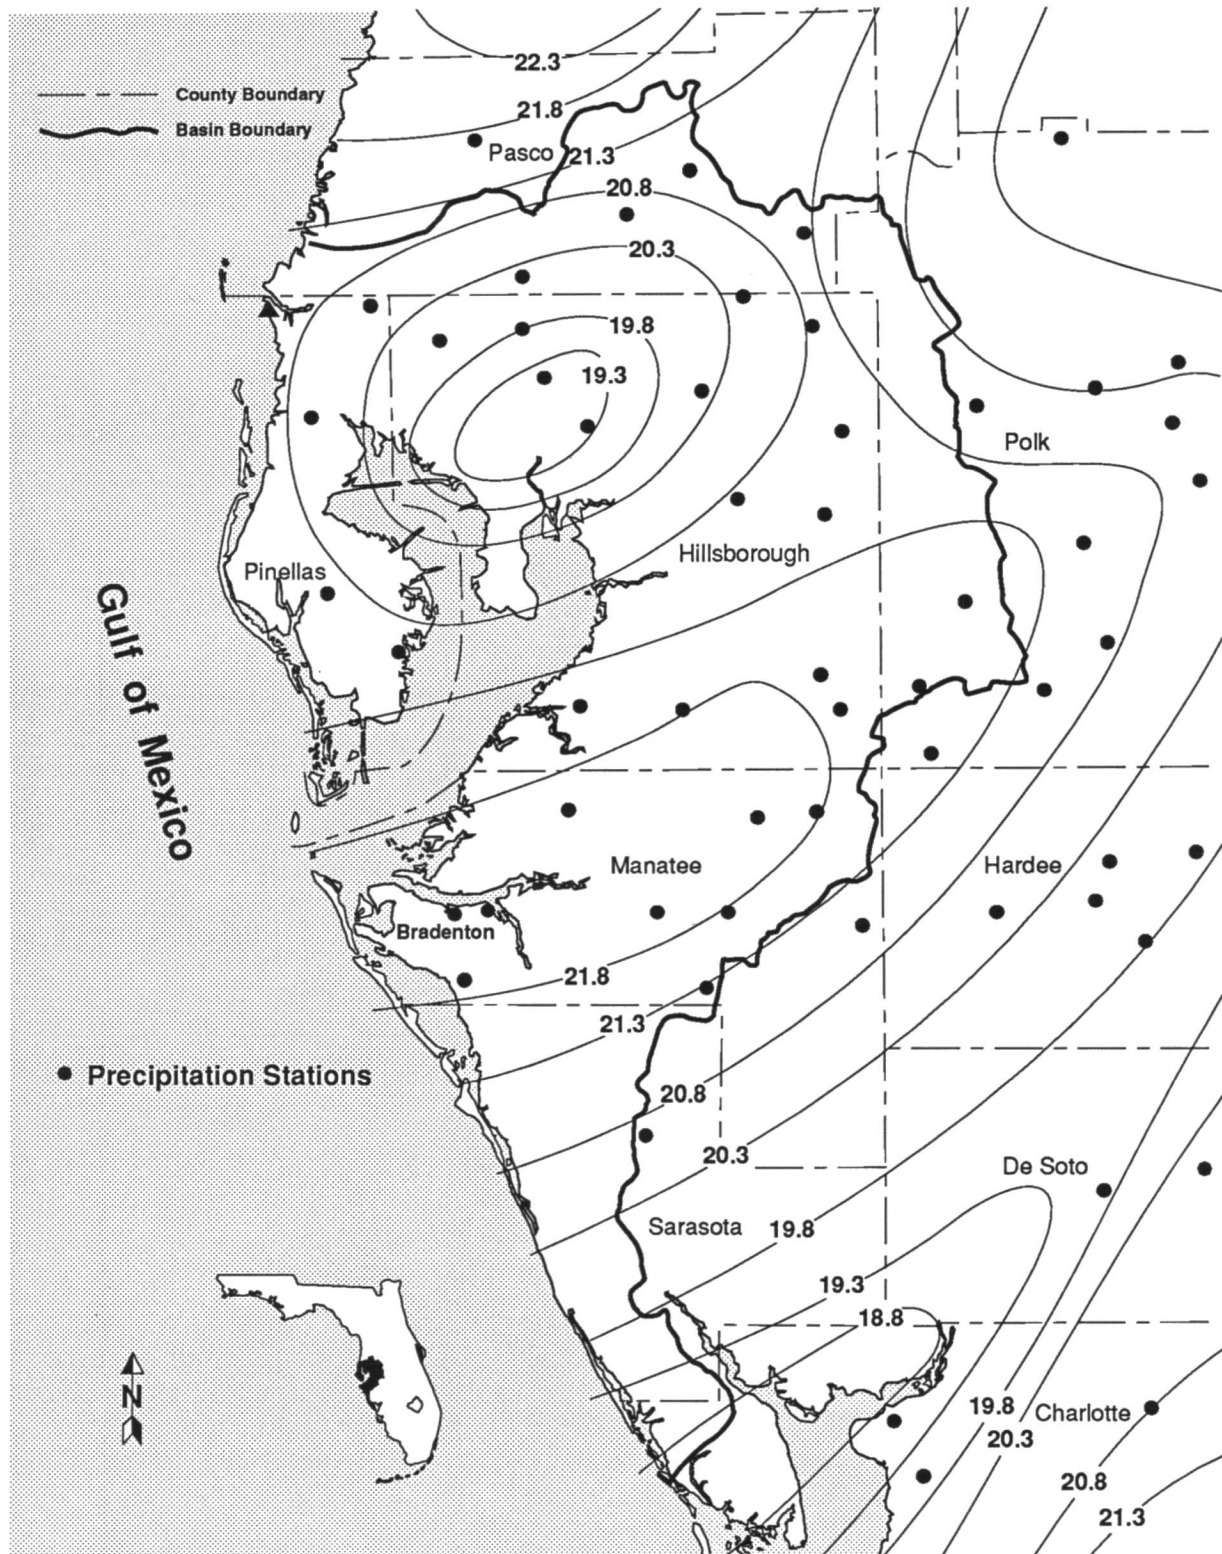 22.3
County Boundary
21.8
Basin Boundary
Pasco
21.3
20.8
20.3
19.8
19.3
Polk
Hillsborough
Pinellas
Gulf of Mexico
Manatee
Hardee
Bradenton
21.8
21.3
Precipitation Stations
20.8
20.3
De Soto
Sarasota
19.8
19.3
18.8
N
19.8
Charlotte
20.3
20.8
21.3